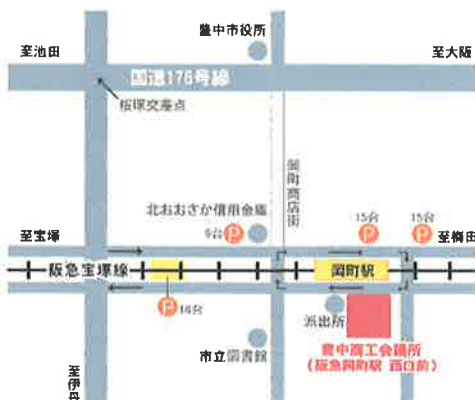 豊中市役所
至池田
至大阪
国道176号線
桜塚交差点
岡町商店街
北おおさか信用金庫
9台
P
15台
P
15台
P
至宝塚
至梅田
阪急宝塚線
岡町駅
P
16台
派出所
市立図書館
豊中商工会議所
(阪急岡町駅 西口前)
至伊丹